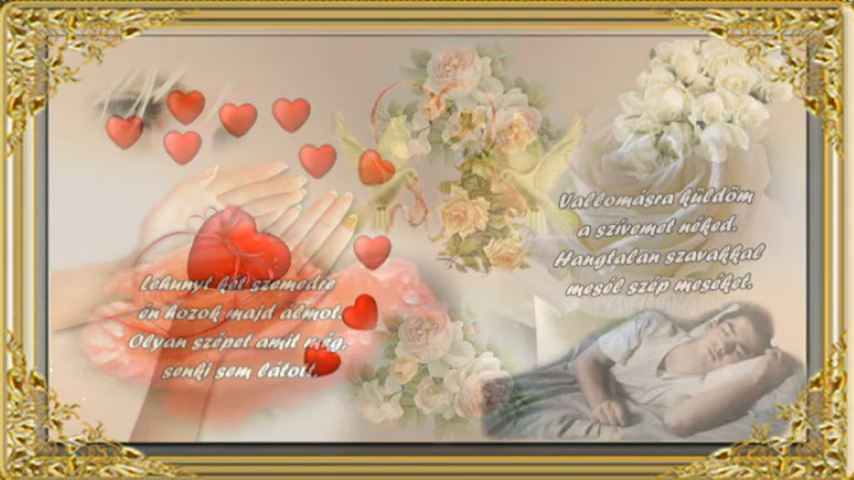 Lehunyt két szemedre
én hozok majd álmot.
Olyan szépet amit még,
senki sem látott.
Vallomásra küldöm
a szívemet néked.
Hangtalan szavakkal
mesél szép meséket.